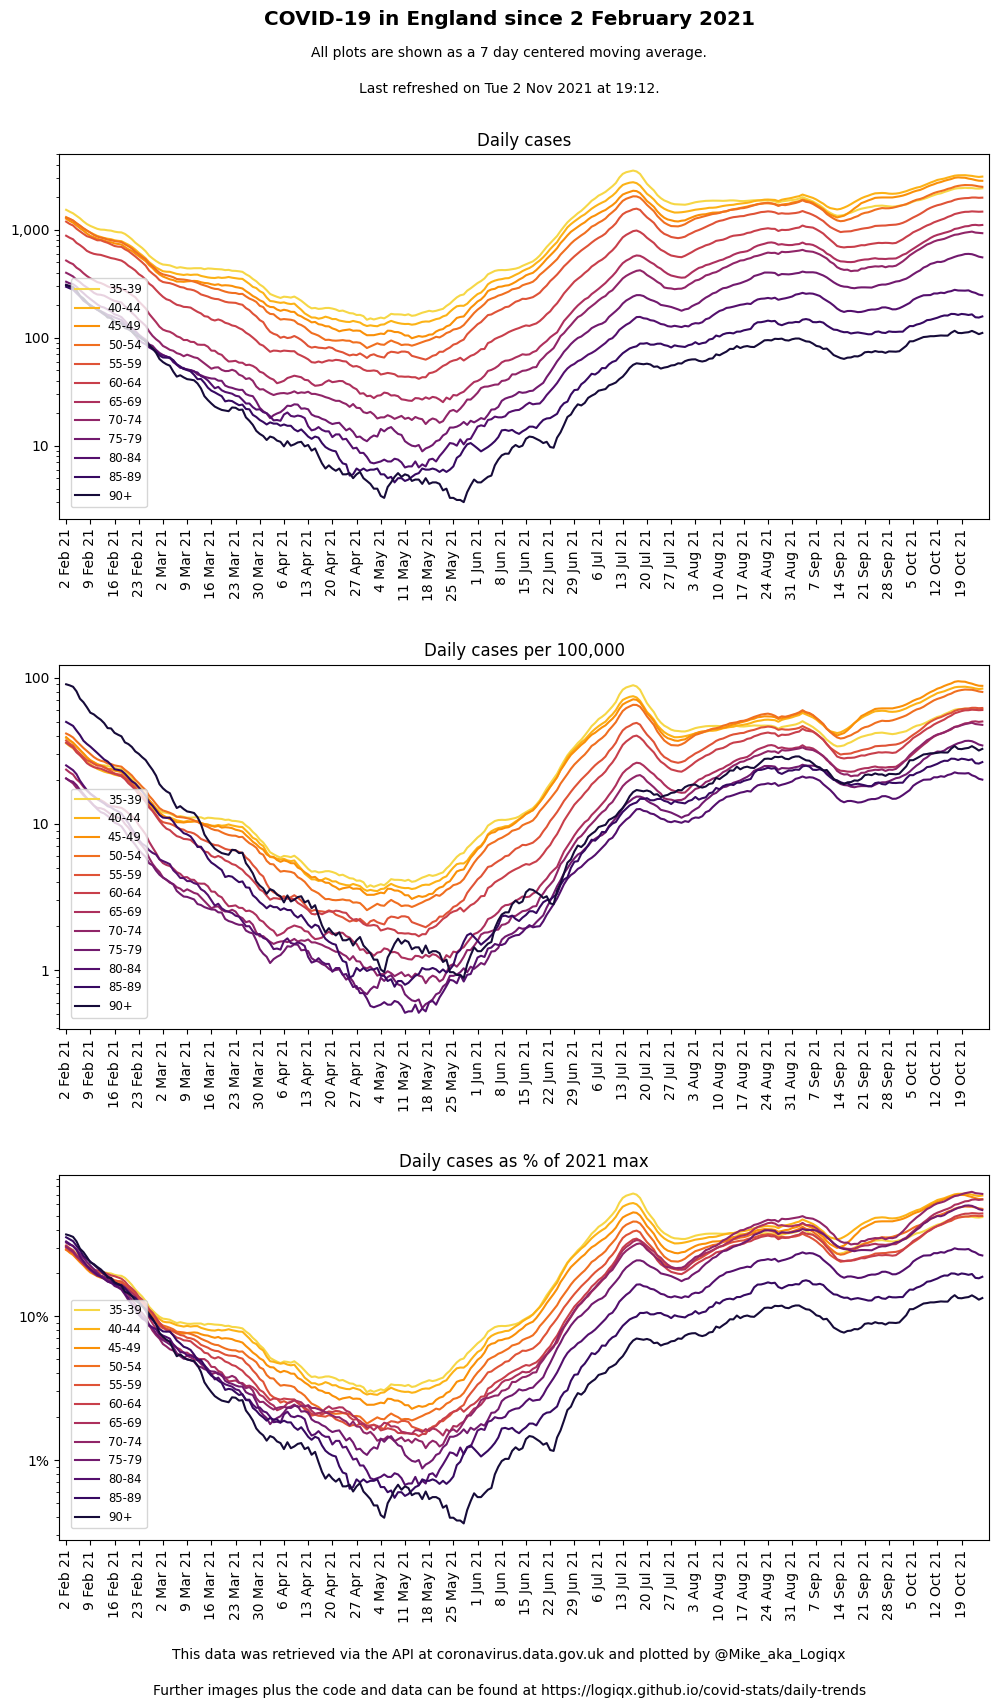 COVID-19 in England since 2 February 2021
All plots are shown as a 7 day centered moving average.
Last refreshed on Tue 2 Nov 2021 at 19:12.
Daily cases
1,000
100
10
35-39
40-44
45-49
50-54
55-59
60-64
65-69
70-74
75-79
80-84
85-89
90+
2 Feb 21
9 Feb 21
16 Feb 21
23 Feb 21
2 Mar 21
9 Mar 21
16 Mar 21
23 Mar 21
30 Mar 21
6 Apr 21
13 Apr 21
20 Apr 21
27 Apr 21
4 May 21
11 May 21
18 May 21
25 May 21
1 Jun 21
8 Jun 21
15 Jun 21
22 Jun 21
29 Jun 21
6 Jul 21
13 Jul 21
20 Jul 21
27 Jul 21
3 Aug 21
10 Aug 21
17 Aug 21
24 Aug 21
31 Aug 21
7 Sep 21
14 Sep 21
21 Sep 21
28 Sep 21
5 Oct 21
12 Oct 21
19 Oct 21
Daily cases per 100,000
100
10
1
35-39
40-44
45-49
50-54
55-59
60-64
65-69
70-74
75-79
80-84
85-89
90+
2 Feb 21
9 Feb 21
16 Feb 21
23 Feb 21
2 Mar 21
9 Mar 21
16 Mar 21
23 Mar 21
30 Mar 21
6 Apr 21
13 Apr 21
20 Apr 21
27 Apr 21
4 May 21
11 May 21
18 May 21
25 May 21
1 Jun 21
8 Jun 21
15 Jun 21
22 Jun 21
29 Jun 21
6 Jul 21
13 Jul 21
20 Jul 21
27 Jul 21
3 Aug 21
10 Aug 21
17 Aug 21
24 Aug 21
31 Aug 21
7 Sep 21
14 Sep 21
21 Sep 21
28 Sep 21
5 Oct 21
12 Oct 21
19 Oct 21
Daily cases as % of 2021 max
10%
1%
35-39
40-44
45-49
50-54
55-59
60-64
65-69
70-74
75-79
80-84
85-89
90+
2 Feb 21
9 Feb 21
16 Feb 21
23 Feb 21
2 Mar 21
9 Mar 21
16 Mar 21
23 Mar 21
30 Mar 21
6 Apr 21
13 Apr 21
20 Apr 21
27 Apr 21
4 May 21
11 May 21
18 May 21
25 May 21
1 Jun 21
8 Jun 21
15 Jun 21
22 Jun 21
29 Jun 21
6 Jul 21
13 Jul 21
20 Jul 21
27 Jul 21
3 Aug 21
10 Aug 21
17 Aug 21
24 Aug 21
31 Aug 21
7 Sep 21
14 Sep 21
21 Sep 21
28 Sep 21
5 Oct 21
12 Oct 21
19 Oct 21
This data was retrieved via the API at coronavirus.data.gov.uk and plotted by @Mike_aka_Logiqx
Further images plus the code and data can be found at https://logiqx.github.io/covid-stats/daily-trends